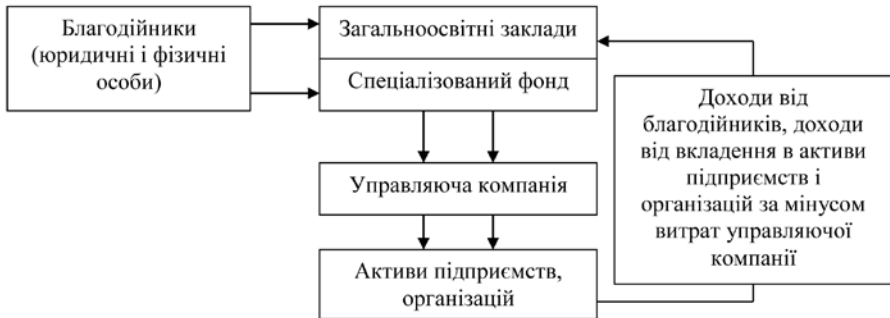 Благодійники
(юридичні і фізичні
особи)
Загальноосвітні заклади
Спеціалізований фонд
Управляюча компанія
Активи підприємств,
організацій
Доходи від
благодійників, доходи
від вкладення в активи
підприємств і
організацій за мінусом
витрат управляючої
компанії